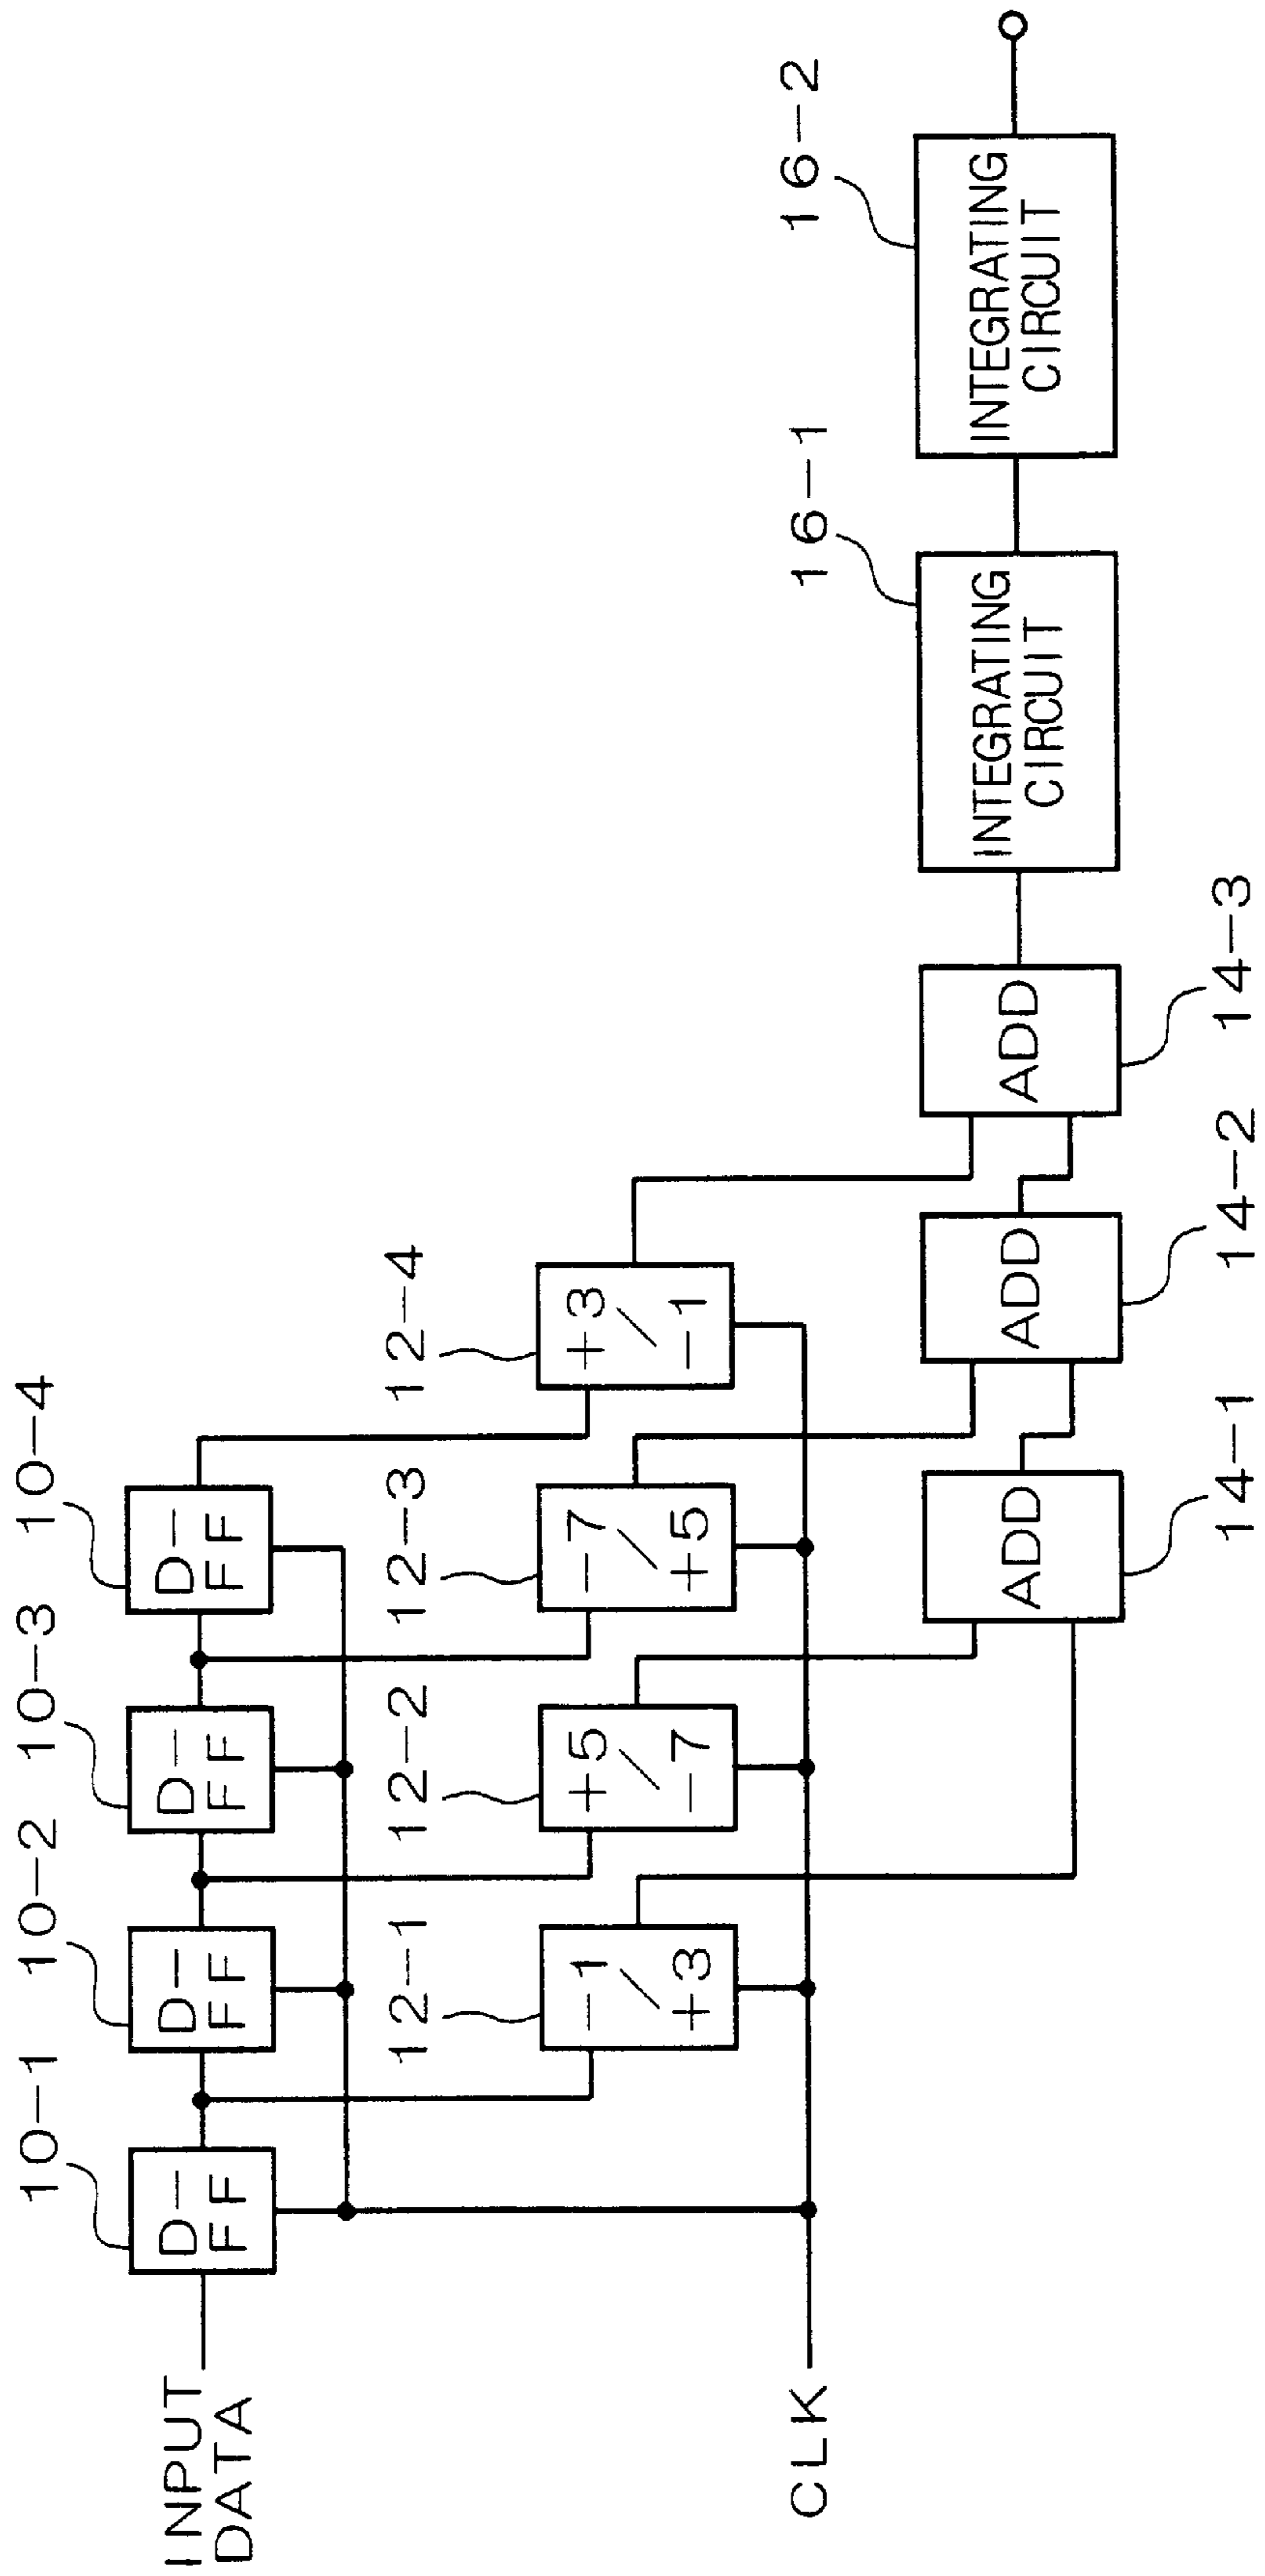 10-1
10-2
10-3
10-4
INPUT
DATA
D-
FF
D-
FF
D-
FF
D-
FF
12-1
12-2
12-3
12-4
-1
/
+3
+5
/
-7
-7
/
+5
+3
/
-1
CLK
16-1
16-2
ADD
ADD
ADD
INTEGRATING
CIRCUIT
INTEGRATING
CIRCUIT
14-1
14-2
14-3